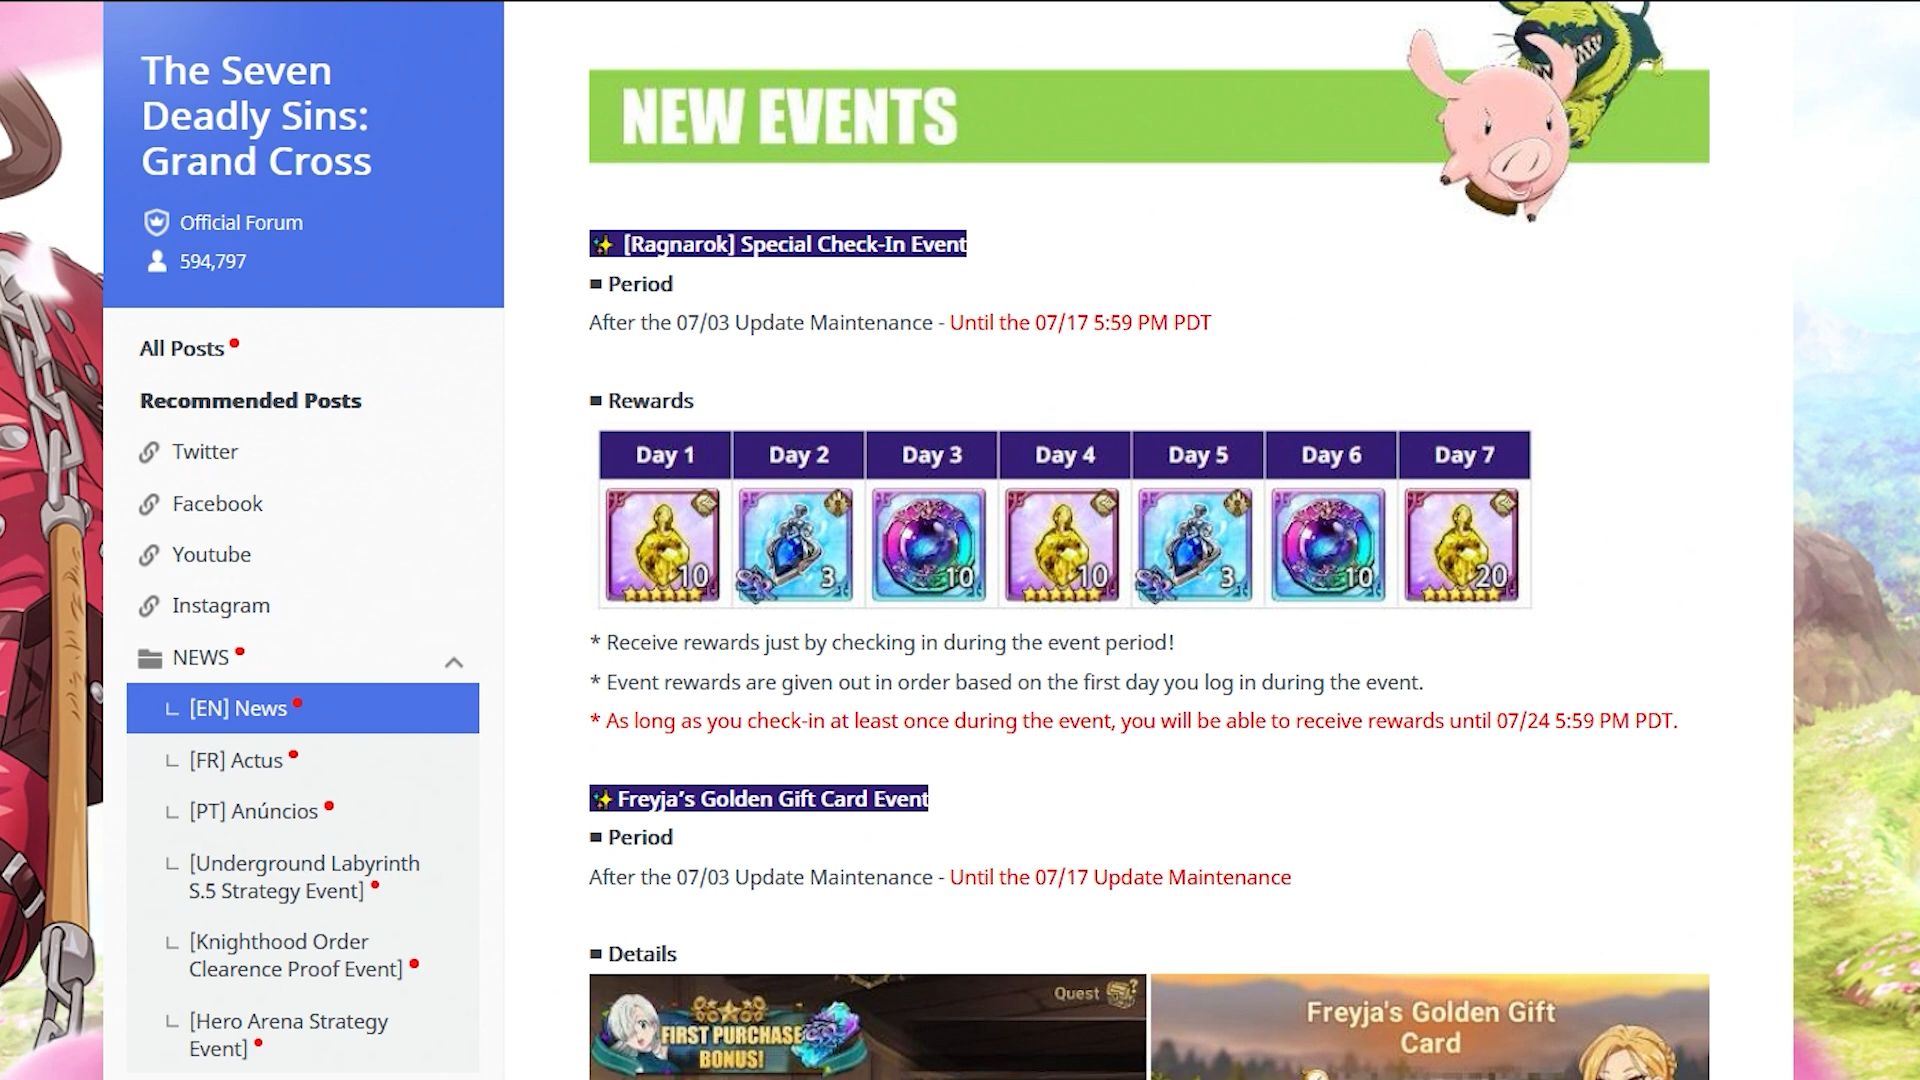 The Seven
Deadly Sins:
Grand Cross
Official Forum
594,797
All Posts
Recommended Posts
Twitter
Facebook
Youtube
Instagram
NEWS
[EN] News
[FR] Actus
[PT] Anúncios
[Underground Labyrinth
S.5 Strategy Event]
[Knighthood Order
Clearence Proof Event]
[Hero Arena Strategy
Event]
NEW EVENTS
[Ragnarok] Special Check-In Event
■ Period
After the 07/03 Update Maintenance - Until the 07/17 5:59 PM PDT
■ Rewards
Day 1 Day 2 Day 3 Day 4 Day 5 Day 6 Day 7
10 3 10 10 3 10 20
* Receive rewards just by checking in during the event period!
* Event rewards are given out in order based on the first day you log in during the event.
* As long as you check-in at least once during the event, you will be able to receive rewards until 07/24 5:59 PM PDT.
Freyja’s Golden Gift Card Event
■ Period
After the 07/03 Update Maintenance - Until the 07/17 Update Maintenance
■ Details
Quest
FIRST PURCHASE
BONUS!
Freyja's Golden Gift
Card